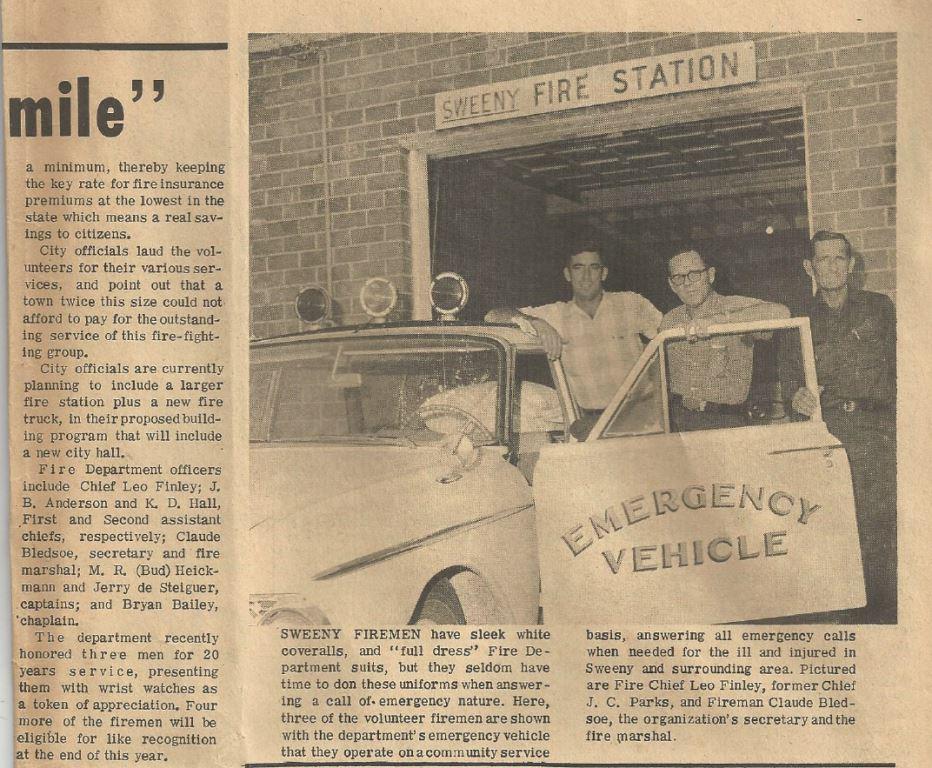 mile”
a minimum, thereby keeping
the key rate for fire insurance
premiums at the lowest in the
state which means a real sav-
ings to citizens.
City officials laud the vol-
unteers for their various ser-
vices, and point out that a
town twice this size could not
afford to pay for the outstand-
ing service of this fire-fight-
ing group.
City officials are currently
planning to include a larger
fire station plus a new fire
truck, in their proposed build-
ing program that will include
a new city hall.
Fire Department officers
include Chief Leo Finley; J.
B. Anderson and K. D. Hall,
First and Second assistant
chiefs, respectively; Claude
Bledsoe, secretary and fire
marshal; M. R. (Bud) Heick-
mann and Jerry de Steiguer,
captains; and Bryan Bailey,
chaplain.
The department recently
honored three men for 20
years service, presenting
them with wrist watches as
a token of appreciation. Four
more of the firemen will be
eligible for like recognition
at the end of this year.
SWEENY FIRE STATION
EMERGENCY
VEHICLE
SWEENY FIREMEN have sleek white
coveralls, and “full dress” Fire De-
partment suits, but they seldom have
time to don these uniforms when answer-
ing a call of emergency nature. Here,
three of the volunteer firemen are shown
with the department's emergency vehicle
that they operate on a community service
basis, answering all emergency calls
when needed for the ill and injured in
Sweeny and surrounding area. Pictured
are Fire Chief Leo Finley, former Chief
J. C. Parks, and Fireman Claude Bled-
soe, the organization's secretary and the
fire marshal.